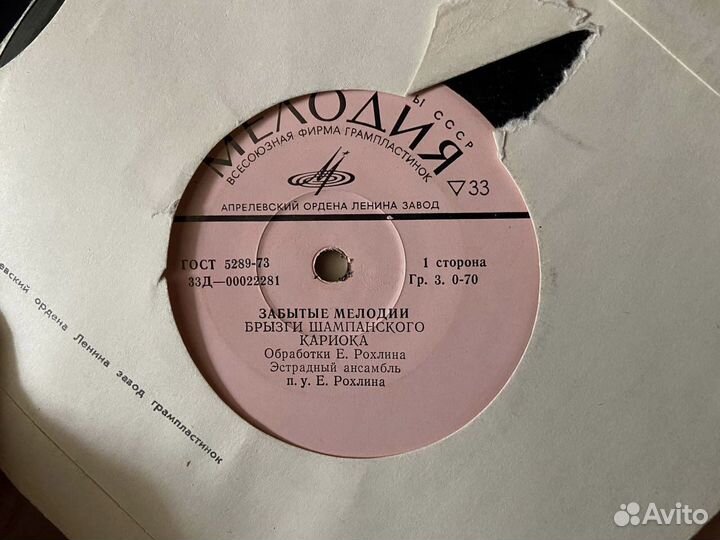 Ы СССР
МЕЛОДИЯ
ВСЕСОЮЗНАЯ ФИРМА ГРАМПЛАСТИНОК
▽33
АПРЕЛЕВСКИЙ ОРДЕНА ЛЕНИНА ЗАВОД
ГОСТ 5289-73
1 сторона
33Д—00022281
Гр. 3. 0-70
ЗАБЫТЫЕ МЕЛОДИИ
БРЫЗГИ ШАМПАНСКОГО
КАРИОКА
Обработки Е. Рохлина
Эстрадный ансамбль
п. у. Е. Рохлина
левский ордена Ленина завод грампластинок
Avito